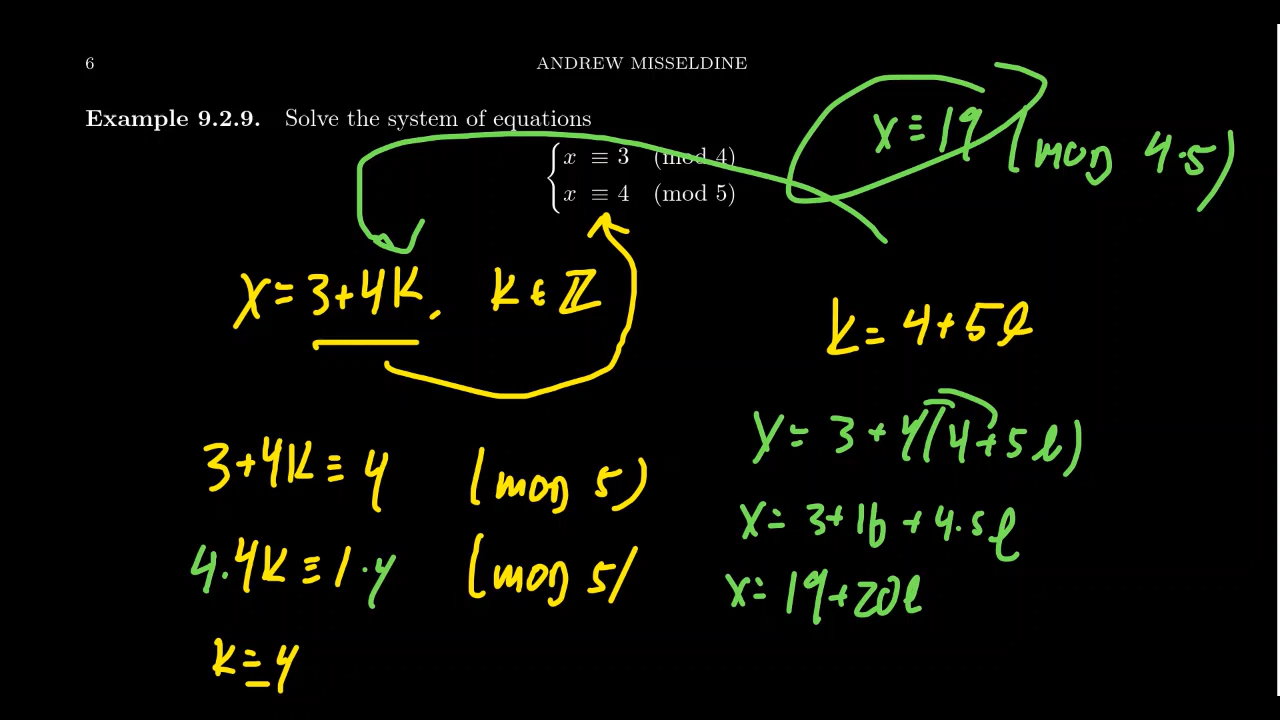 6 ANDREW MISSELDINE
Example 9.2.9. Solve the system of equations
x ≡ 3 (mod 4)
x ≡ 4 (mod 5)
x ≡ 19 (mod 4·5)
x = 3+4k, k ∈ ℤ
3+4k ≡ 4 (mod 5)
4·4k ≡ 1·4 (mod 5)
k ≡ 4
k = 4+5l
x = 3+4(4+5l)
x = 3+16+4·5l
x = 19+20l